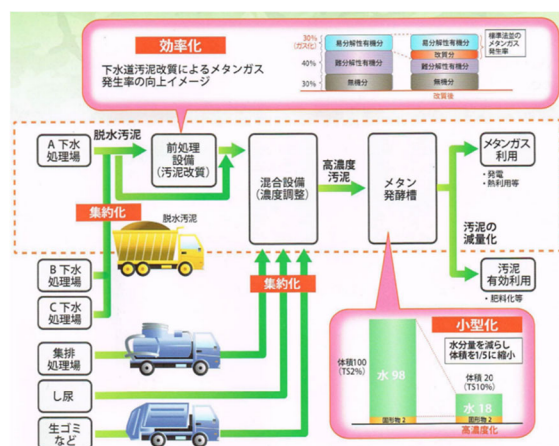 効率化
下水道汚泥改質によるメタンガス
発生率の向上イメージ
30%
(ガス化)
40%
30%
易分解性有機分
難分解性有機分
無機分
易分解性有機分
改質分
難分解性有機分
無機分
改質後
標準法並の
メタンガス
発生率
A下水
処理場
脱水汚泥
前処理
設備
(汚泥改質)
混合設備
(濃度調整)
高濃度
汚泥
メタン
発酵槽
メタンガス
利用
・発電
・熱利用等
集約化
脱水汚泥
汚泥の
減量化
B下水
処理場
C下水
処理場
汚泥
有効利用
・肥料化等
集約化
集排
処理場
し尿
生ゴミ
など
小型化
水分量を減らし
体積を1/5に縮小
体積100
(TS2%)
水 98
固形物 2
体積 20
(TS10%)
水 18
固形物 2
高濃度化